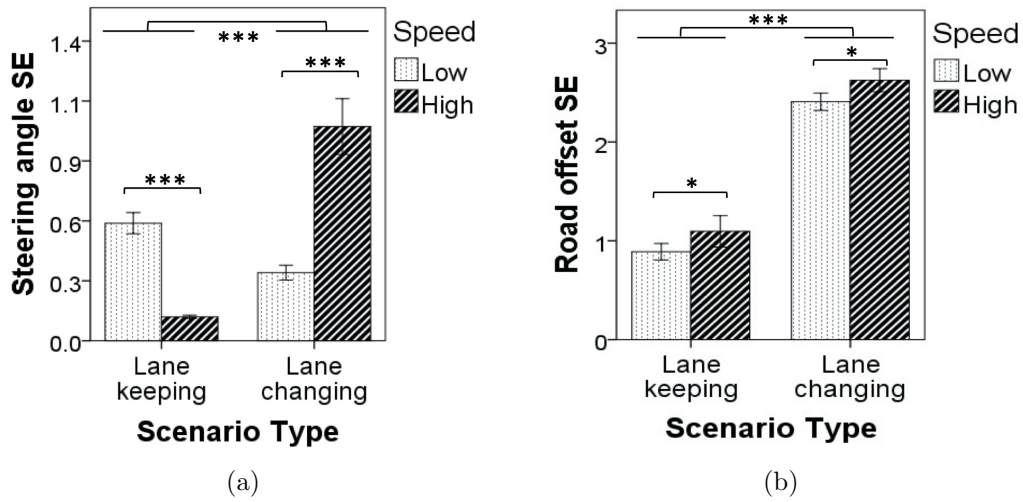 Steering angle SE
1.4
1.1
0.9
0.6
0.3
0.0
***
***
***
Speed
Low
High
Lane keeping
Lane changing
Scenario Type
(a)
Road offset SE
3
2
1
0
***
*
*
Speed
Low
High
Lane keeping
Lane changing
Scenario Type
(b)